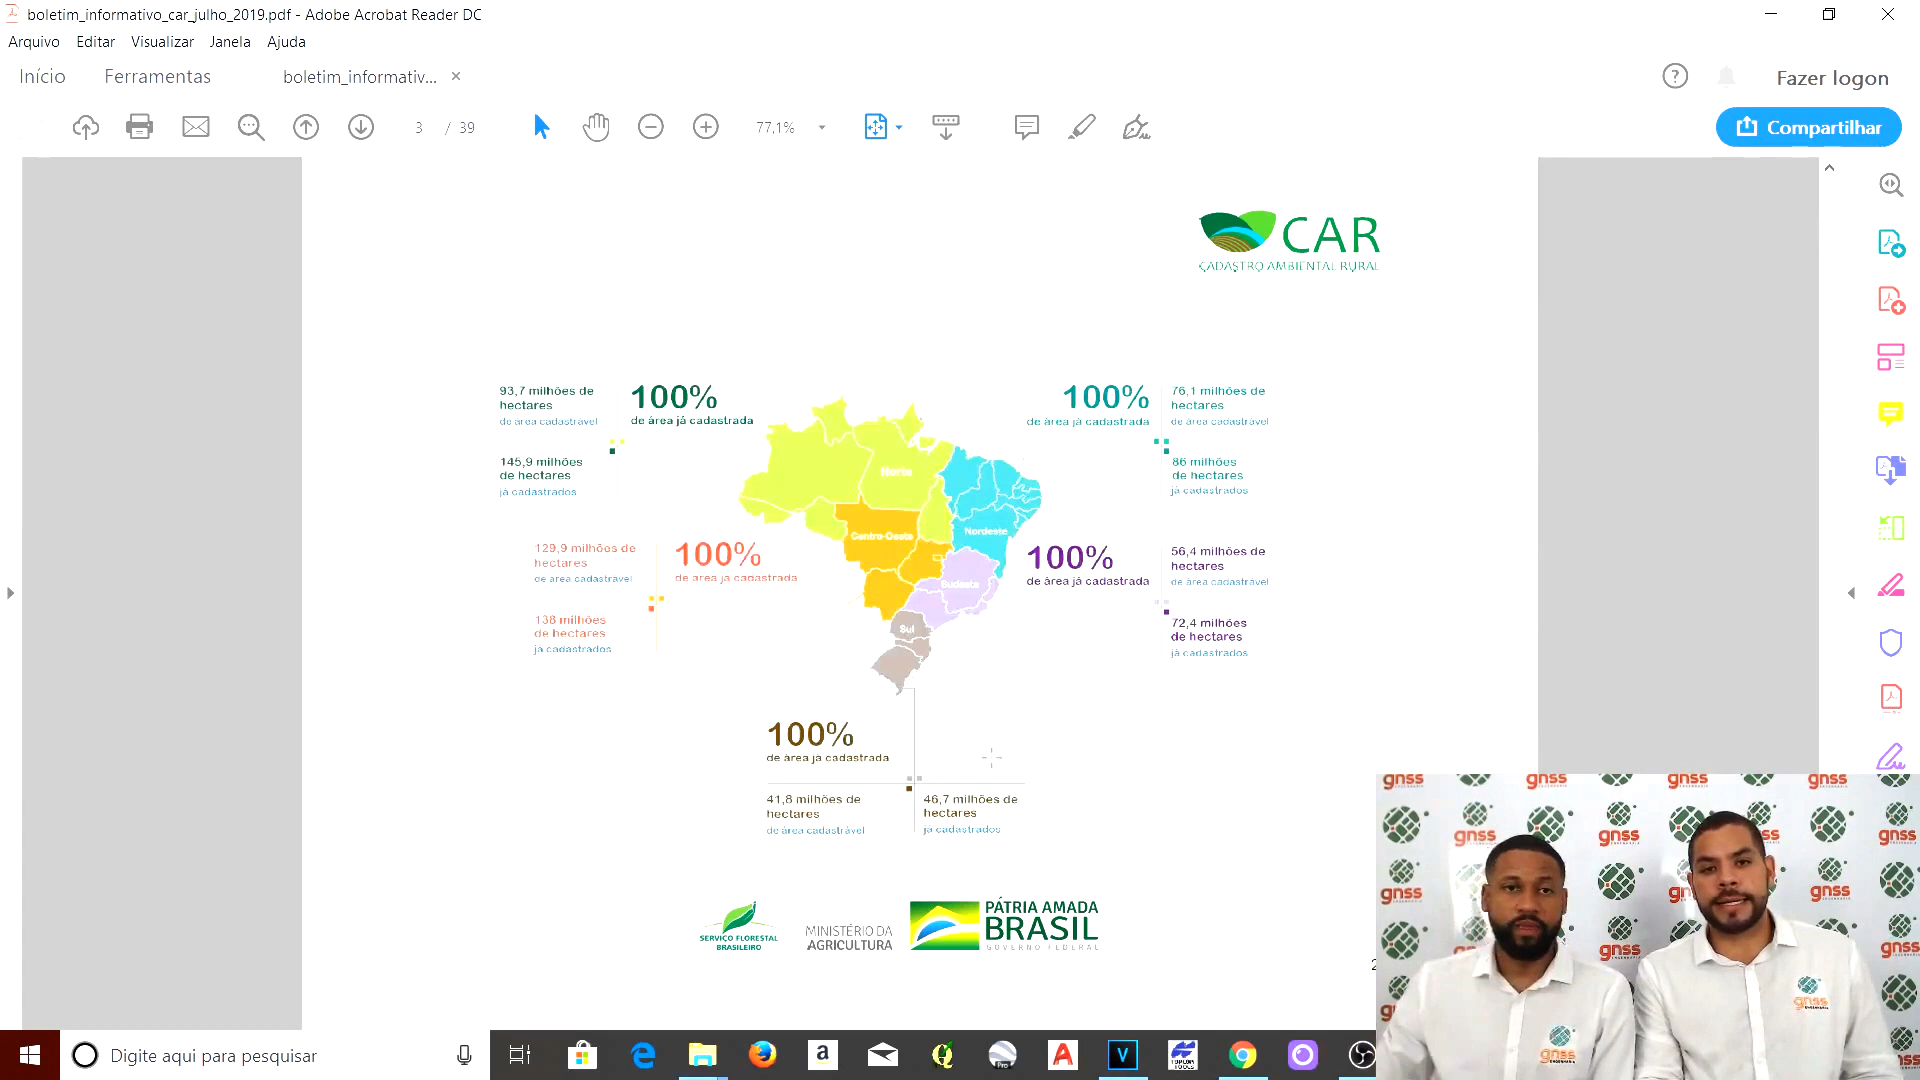 boletim_informativo_car_julho_2019.pdf - Adobe Acrobat Reader DC
Arquivo Editar Visualizar Janela Ajuda
Início Ferramentas boletim_informativ... ×
Fazer logon
3 / 39
77,1%
Compartilhar
CAR
CADASTRO AMBIENTAL RURAL
93,7 milhões de
hectares
de área cadastrável
100%
de área já cadastrada
145,9 milhões
de hectares
já cadastrados
100%
de área já cadastrada
76,1 milhões de
hectares
de área cadastrável
86 milhões
de hectares
já cadastrados
Norte
Nordeste
Centro-Oeste
Sudeste
Sul
129,9 milhões de
hectares
de área cadastrável
100%
de área já cadastrada
138 milhões
de hectares
já cadastrados
100%
de área já cadastrada
56,4 milhões de
hectares
de área cadastrável
72,4 milhões
de hectares
já cadastrados
100%
de área já cadastrada
41,8 milhões de
hectares
de área cadastrável
46,7 milhões de
hectares
já cadastrados
SERVIÇO FLORESTAL
BRASILEIRO
MINISTÉRIO DA
AGRICULTURA
PÁTRIA AMADA
BRASIL
GOVERNO FEDERAL
gnss gnss gnss gnss
gnss
ENGENHARIA
Digite aqui para pesquisar